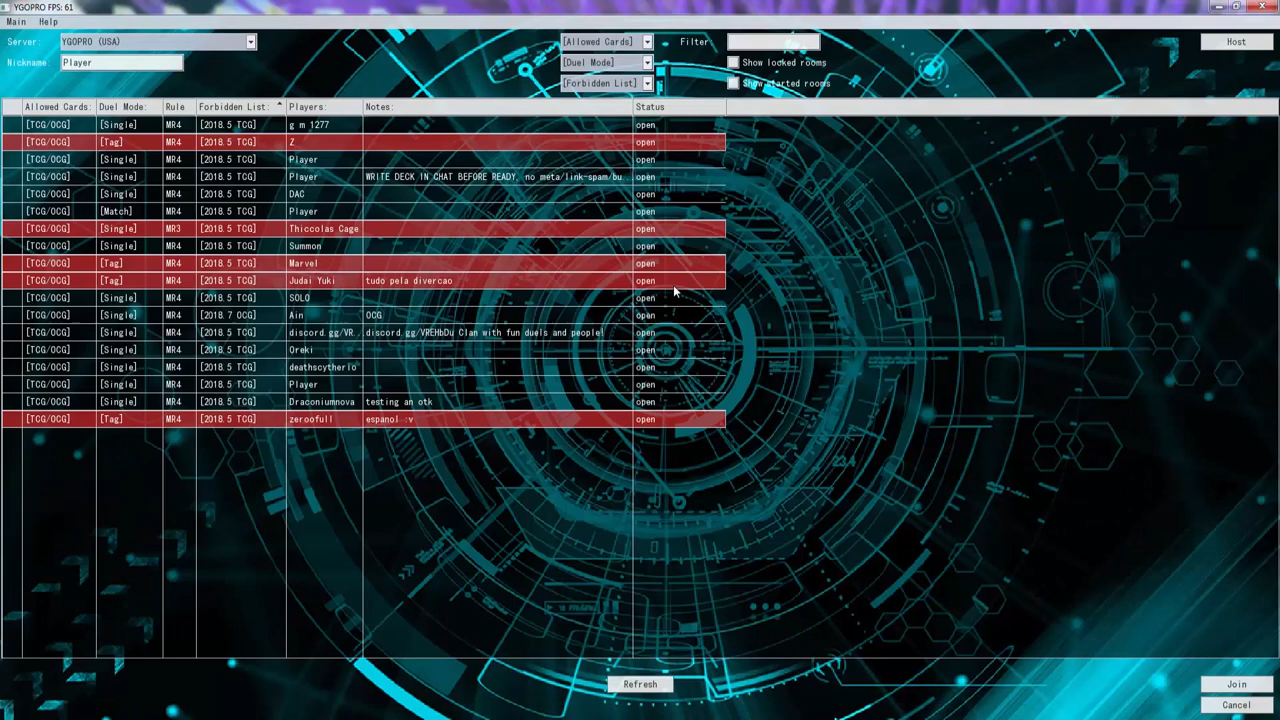 YGOPRO FPS: 61
Main Help
Server: YGOPRO (USA) [Allowed Cards] Filter Host
Nickname: Player [Duel Mode] Show locked rooms
[Forbidden List] Show started rooms
Allowed Cards: Duel Mode: Rule Forbidden List: Players: Notes: Status
[TCG/OCG] [Single] MR4 [2018.5 TCG] g m 1277 open
[TCG/OCG] [Tag] MR4 [2018.5 TCG] Z open
[TCG/OCG] [Single] MR4 [2018.5 TCG] Player open
[TCG/OCG] [Single] MR4 [2018.5 TCG] Player WRITE DECK IN CHAT BEFORE READY, no meta/link-spam/bu... open
[TCG/OCG] [Single] MR4 [2018.5 TCG] DAC open
[TCG/OCG] [Match] MR4 [2018.5 TCG] Player open
[TCG/OCG] [Single] MR3 [2018.5 TCG] Thiccolas Cage open
[TCG/OCG] [Single] MR4 [2018.5 TCG] Summon open
[TCG/OCG] [Tag] MR4 [2018.5 TCG] Marvel open
[TCG/OCG] [Tag] MR4 [2018.5 TCG] Judai Yuki tudo pela divercao open
[TCG/OCG] [Single] MR4 [2018.5 TCG] SOLO open
[TCG/OCG] [Single] MR4 [2018.7 OCG] Ain OCG open
[TCG/OCG] [Single] MR4 [2018.5 TCG] discord.gg/VR... discord.gg/VREHbDu Clan with fun duels and people! open
[TCG/OCG] [Single] MR4 [2018.5 TCG] Oreki open
[TCG/OCG] [Single] MR4 [2018.5 TCG] deathscytherlo open
[TCG/OCG] [Single] MR4 [2018.5 TCG] Player open
[TCG/OCG] [Single] MR4 [2018.5 TCG] Draconiumnova testing an otk open
[TCG/OCG] [Tag] MR4 [2018.5 TCG] zeroofull espanol :v open
23.4
Refresh Join
Cancel